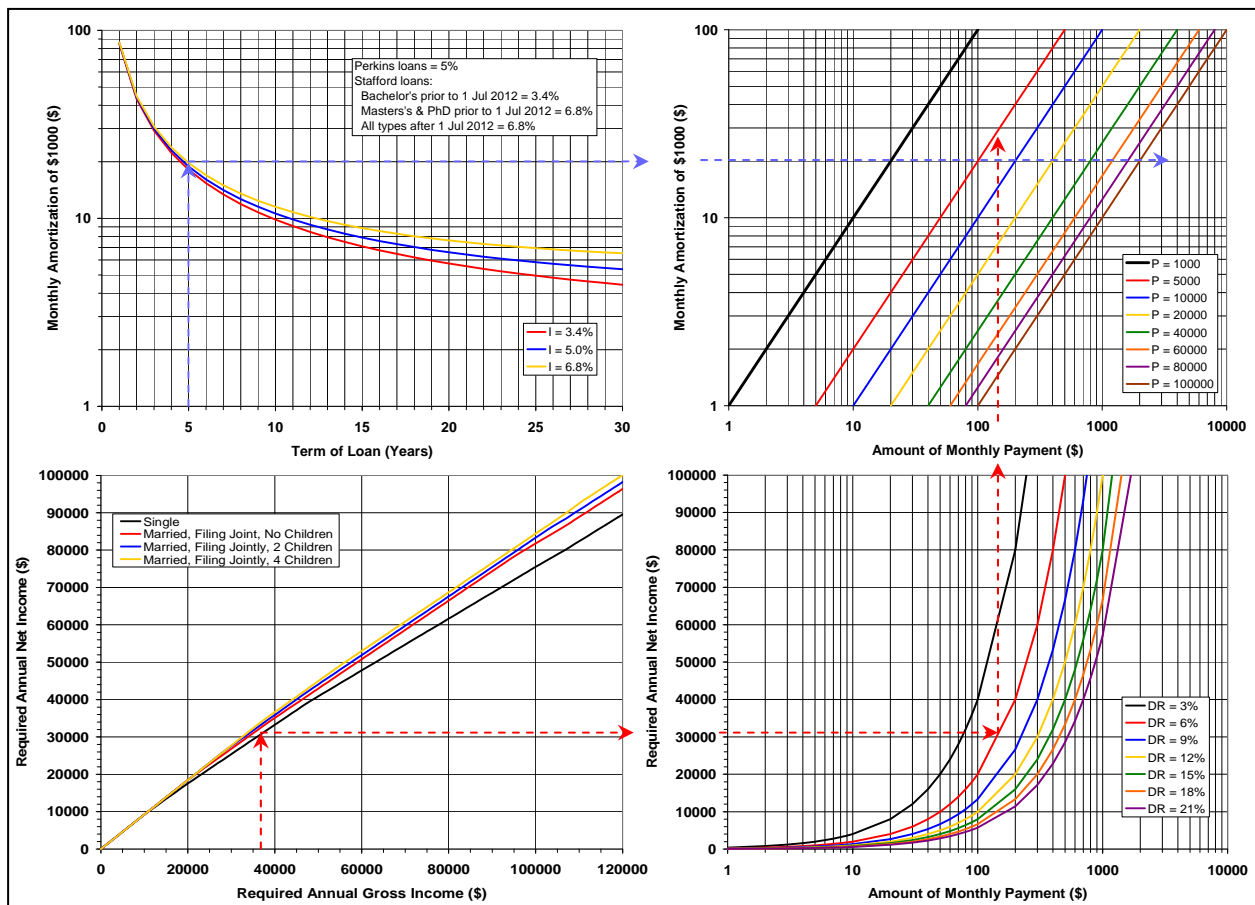 Monthly Amortization of $1000 ($)
100
10
1
Perkins loans = 5%
Stafford loans:
Bachelor's prior to 1 Jul 2012 = 3.4%
Masters's & PhD prior to 1 Jul 2012 = 6.8%
All types after 1 Jul 2012 = 6.8%
I = 3.4%
I = 5.0%
I = 6.8%
0 5 10 10 20 25 30
Term of Loan (Years)
Monthly Amortization of $1000 ($)
100
10
1
P = 1000
P = 5000
P = 10000
P = 20000
P = 40000
P = 60000
P = 80000
P = 100000
1 10 100 1000 10000
Amount of Monthly Payment ($)
Required Annual Net Income ($)
100000
90000
80000
70000
60000
50000
40000
30000
20000
10000
0
Single
Married, Filing Joint, No Children
Married, Filing Jointly, 2 Children
Married, Filing Jointly, 4 Children
0 20000 40000 60000 80000 100000 120000
Required Annual Gross Income ($)
Required Annual Net Income ($)
100000
90000
80000
70000
60000
50000
40000
30000
20000
10000
0
DR = 3%
DR = 6%
DR = 9%
DR = 12%
DR = 15%
DR = 18%
DR = 21%
1 10 100 1000 10000
Amount of Monthly Payment ($)